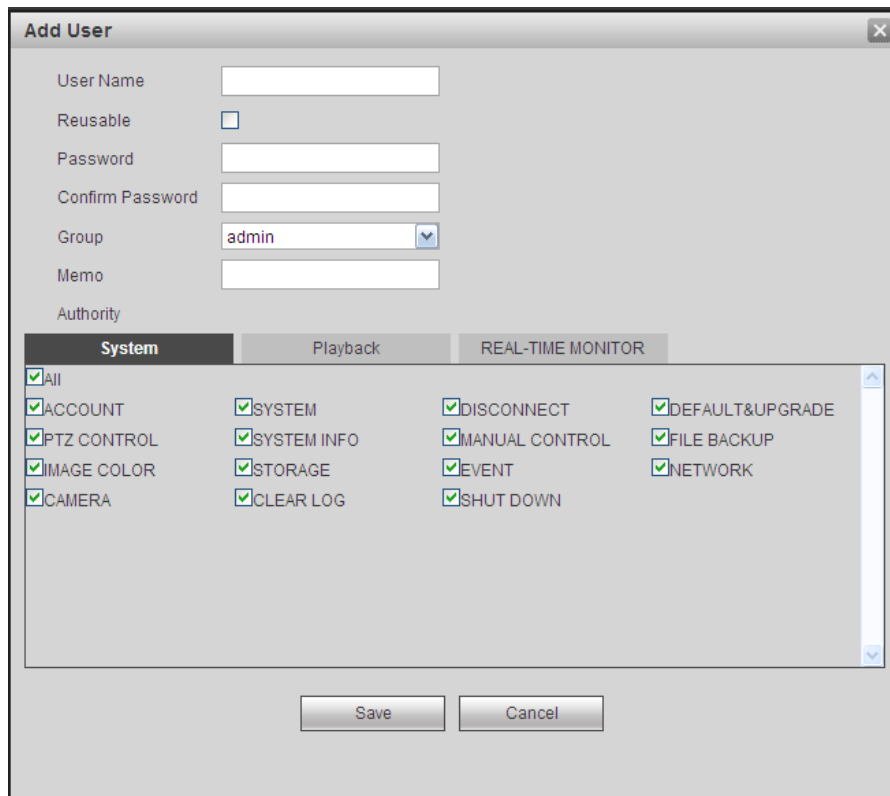 Add User
User Name
Reusable
Password
Confirm Password
Group admin
Memo
Authority
System Playback REAL-TIME MONITOR
All
ACCOUNT SYSTEM DISCONNECT DEFAULT&UPGRADE
PTZ CONTROL SYSTEM INFO MANUAL CONTROL FILE BACKUP
IMAGE COLOR STORAGE EVENT NETWORK
CAMERA CLEAR LOG SHUT DOWN
Save Cancel